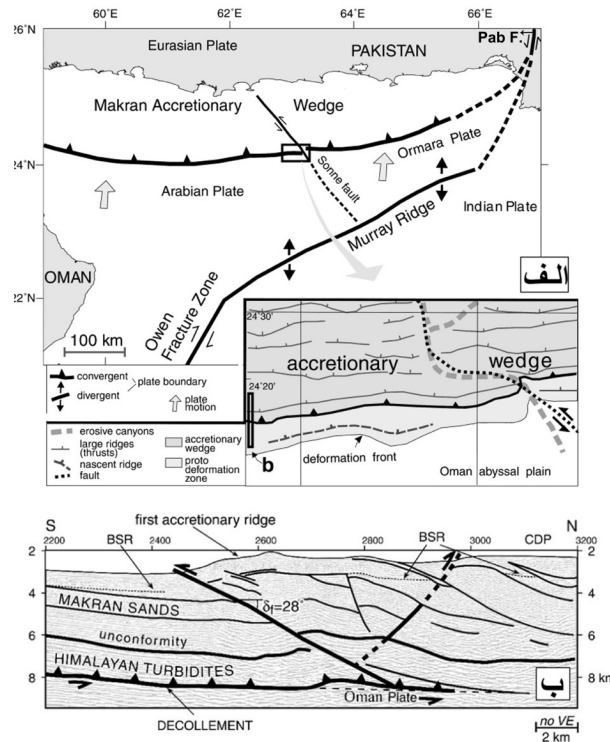 60°E 62°E 64°E 66°E
26°N
Eurasian Plate
PAKISTAN
Pab F.
Makran Accretionary Wedge
Ormara Plate
24°N
Sonne fault
Arabian Plate
Indian Plate
Murray Ridge
OMAN
الف
22°N
Owen Fracture Zone
100 km
24°30'
accretionary wedge
24°20'
convergent
divergent
plate boundary
plate motion
erosive canyons
large ridges (thrusts)
nascent ridge
fault
accretionary wedge
proto deformation zone
b
deformation front
Oman abyssal plain
S
first accretionary ridge
N
2200 2400 2600 2800 3000 3200
BSR
BSR
CDP
2
2
4
4
6
6
8
8 km
MAKRAN SANDS
δf=28°
unconformity
HIMALAYAN TURBIDITES
ب
Oman Plate
DECOLLEMENT
no VE
2 km